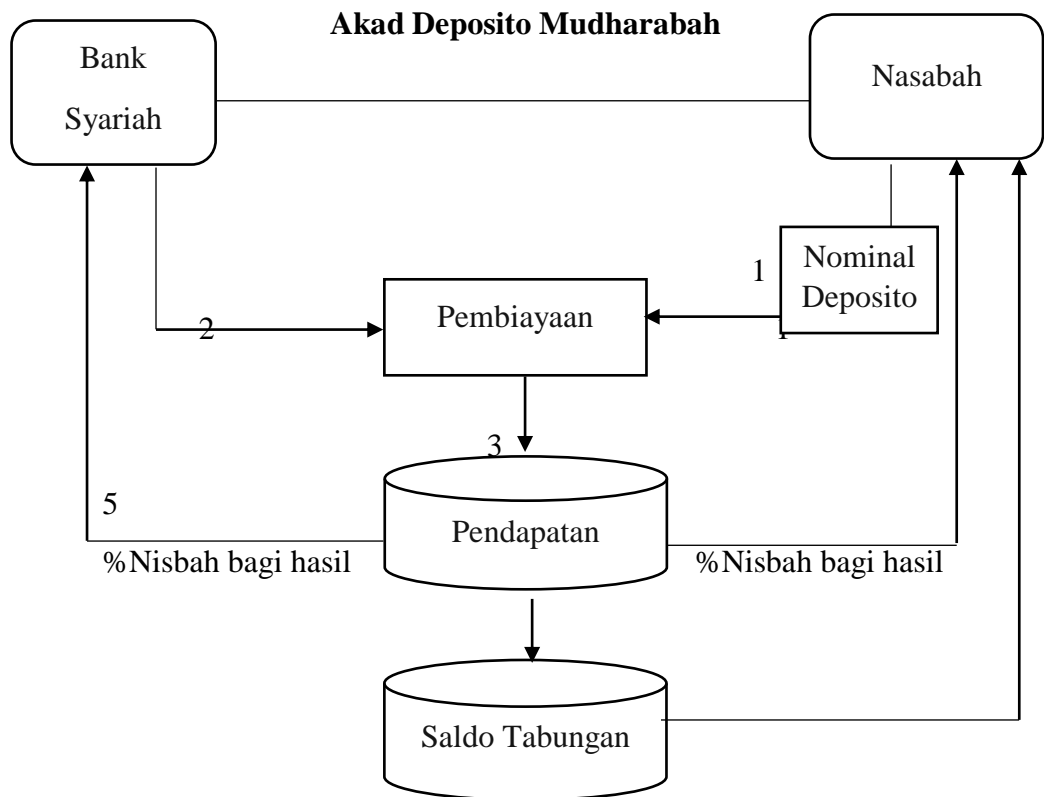 Akad Deposito Mudharabah
Bank
Syariah
Nasabah
1
Nominal
Deposito
Pembiayaan
2
3
5
Pendapatan
%Nisbah bagi hasil
%Nisbah bagi hasil
Saldo Tabungan